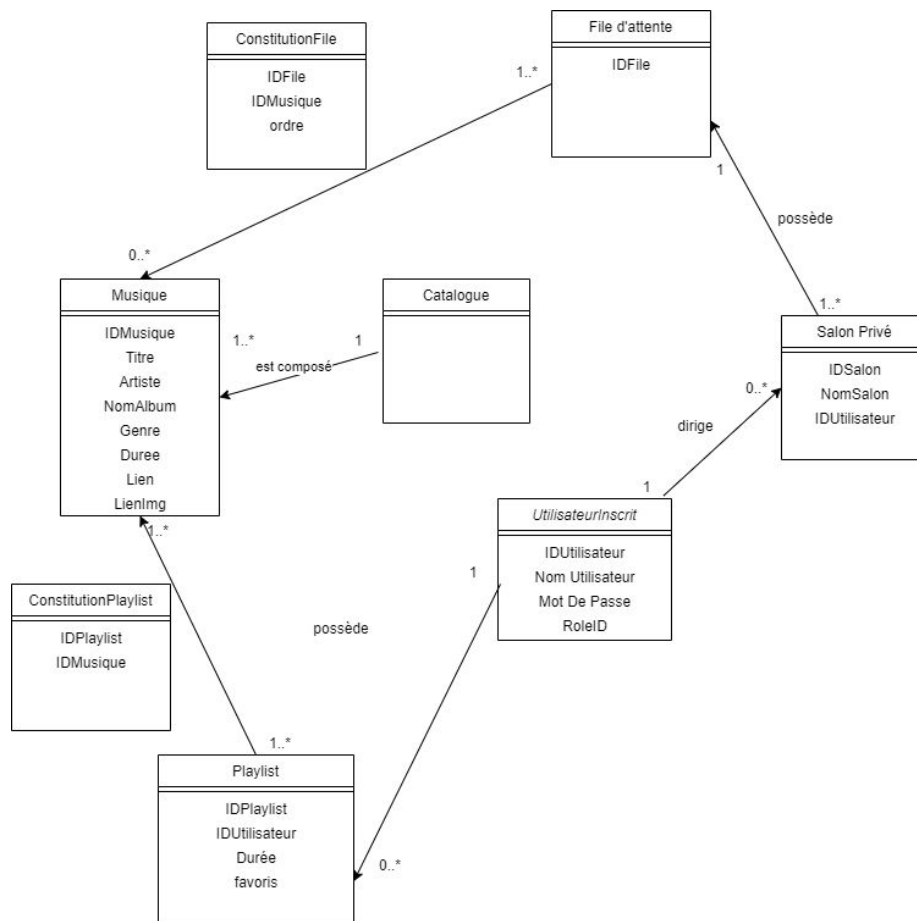 ConstitutionFile
IDFile
IDMusique
ordre
File d'attente
IDFile
1..*
1
possède
1..*
0..*
Musique
IDMusique
Titre
Artiste
NomAlbum
Genre
Duree
Lien
LienImg
1..*
1
est composé
Catalogue
Salon Privé
IDSalon
NomSalon
IDUtilisateur
0..*
dirige
1
UtilisateurInscrit
IDUtilisateur
Nom Utilisateur
Mot De Passe
RoleID
1
1..*
ConstitutionPlaylist
IDPlaylist
IDMusique
possède
1..*
Playlist
IDPlaylist
IDUtilisateur
Durée
favoris
0..*